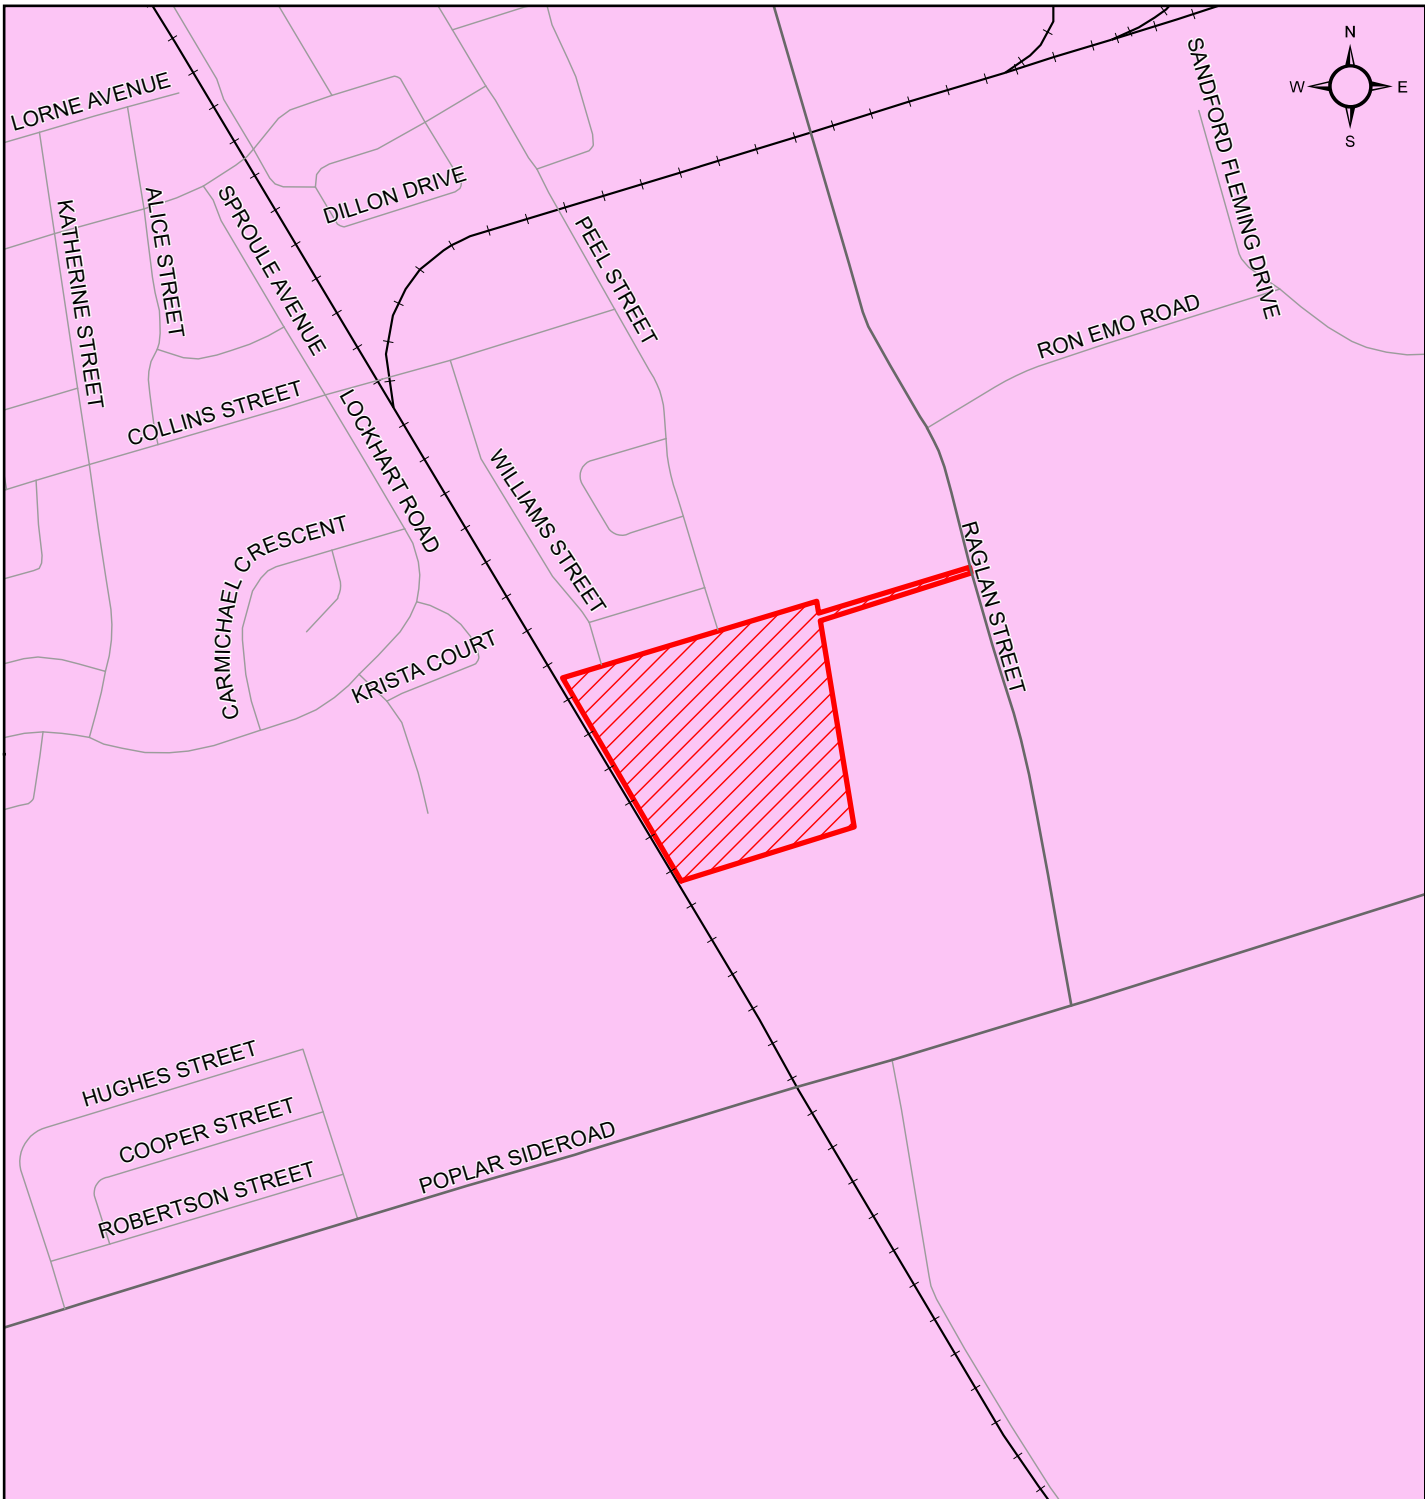 N
SANDFORD FLEMING DRIVE
W
E
S
LORNE AVENUE
KATHERINE STREET
ALICE STREET
SPROULE AVENUE
DILLON DRIVE
PEEL STREET
RON EMO ROAD
COLLINS STREET
LOCKHART ROAD
WILLIAMS STREET
CARMICHAEL CRESCENT
KRISTA COURT
RAGLAN STREET
HUGHES STREET
COOPER STREET
ROBERTSON STREET
POPLAR SIDEROAD